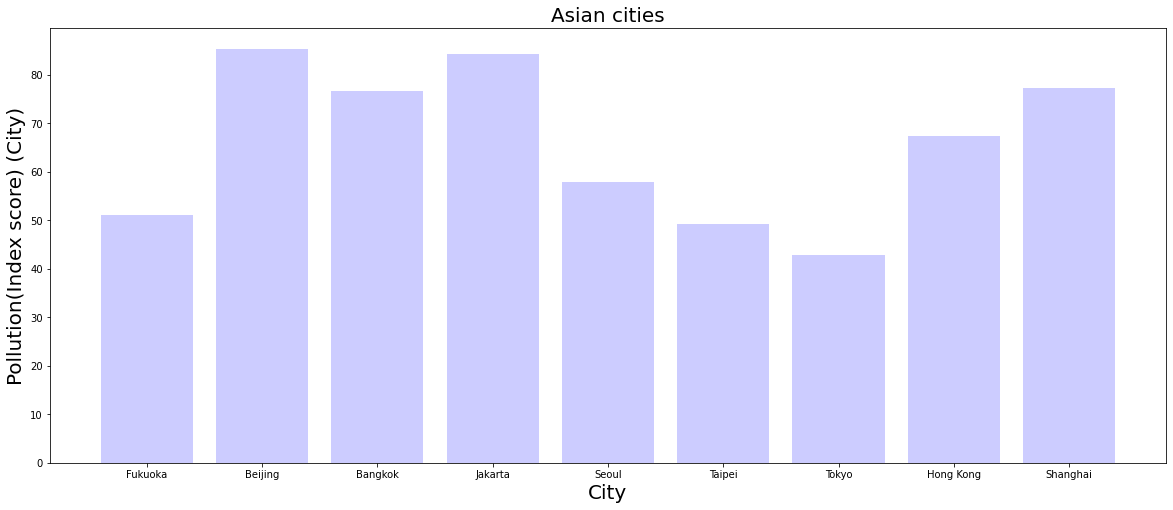 Asian cities
Pollution(Index score) (City)
80
70
60
50
40
30
20
10
0
Fukuoka Beijing Bangkok Jakarta Seoul Taipei Tokyo Hong Kong Shanghai
City